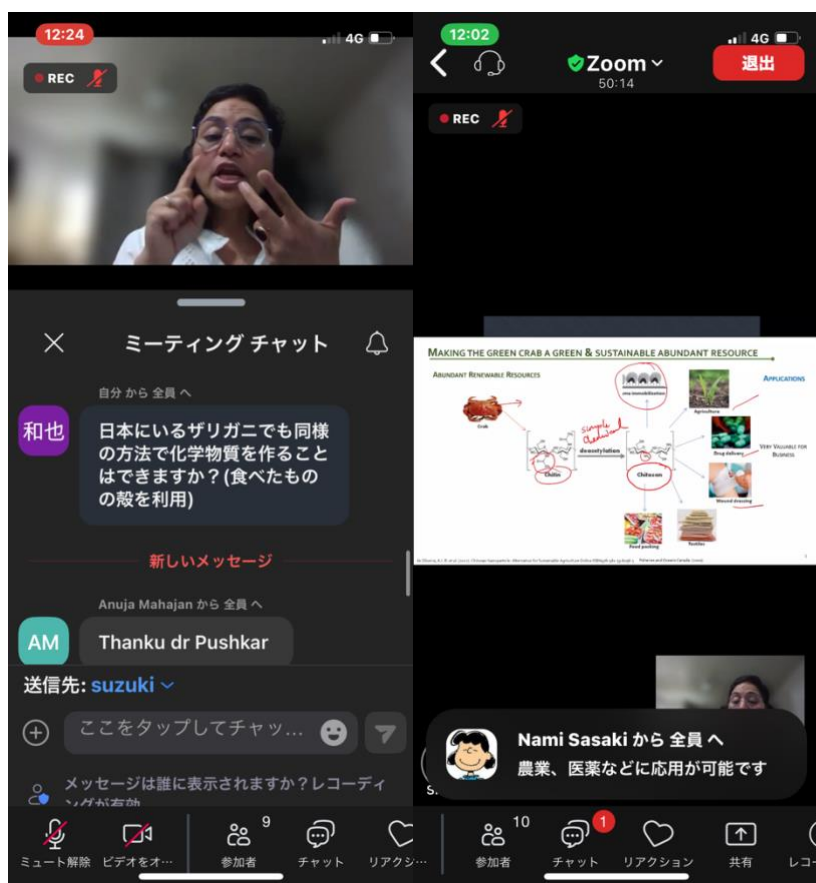 12:24
4G
REC
ミーティング チャット
自分 から 全員 へ
和也
日本にいるザリガニでも同様
の方法で化学物質を作ること
はできますか？(食べたもの
の殻を利用)
新しいメッセージ
Anuja Mahajan から 全員 へ
AM
Thanku dr Pushkar
送信先: suzuki
ここをタップしてチャッ...
メッセージは誰に表示されますか？レコーディ
ングが有効
ミュート解除
ビデオをオ…
9
参加者
チャット
リアクシ…
12:02
4G
Zoom
50:14
退出
REC
MAKING THE GREEN CRAB A GREEN & SUSTAINABLE ABUNDANT RESOURCE
ABUNDANT RENEWABLE RESOURCES
APPLICATIONS
Crab
simple
chemical
deacetylation
Chitin
Chitosan
Agriculture
Drug delivery
VERY VALUABLE FOR
BUSINESS
Wound dressing
Food packing
Textiles
Nami Sasaki から 全員 へ
農業、医薬などに応用が可能です
10
参加者
1
チャット
リアクション
共有
レコー